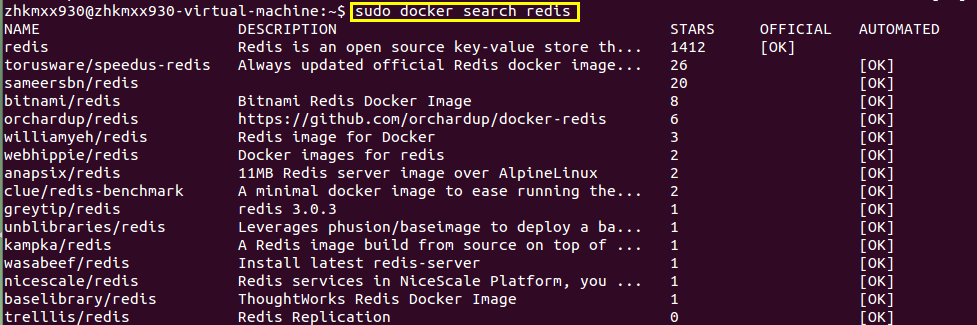 zhkmxx930@zhkmxx930-virtual-machine:~$ sudo docker search redis
NAME DESCRIPTION STARS OFFICIAL AUTOMATED
redis Redis is an open source key-value store th... 1412 [OK]
torusware/speedus-redis Always updated official Redis docker image... 26 [OK]
sameersbn/redis 20 [OK]
bitnami/redis Bitnami Redis Docker Image 8 [OK]
orchardup/redis https://github.com/orchardup/docker-redis 6 [OK]
williamyeh/redis Redis image for Docker 3 [OK]
webhippie/redis Docker images for redis 2 [OK]
anapsix/redis 11MB Redis server image over AlpineLinux 2 [OK]
clue/redis-benchmark A minimal docker image to ease running the... 2 [OK]
greytip/redis redis 3.0.3 1 [OK]
unblibraries/redis Leverages phusion/baseimage to deploy a ba... 1 [OK]
kampka/redis A Redis image build from source on top of ... 1 [OK]
wasabeef/redis Install latest redis-server 1 [OK]
nicescale/redis Redis services in NiceScale Platform, you ... 1 [OK]
baselibrary/redis ThoughtWorks Redis Docker Image 1 [OK]
trelllis/redis Redis Replication 0 [OK]